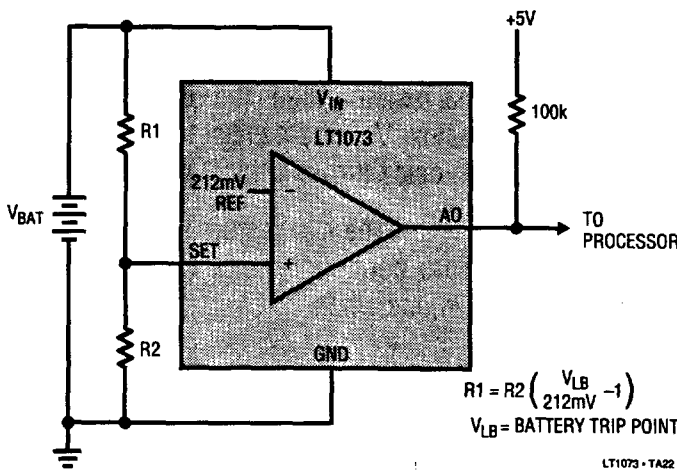 +5V
V_IN
LT1073
100k
R1
212mV
REF
−
V_BAT
AO
TO
PROCESSOR
SET
+
R2
GND
R1 = R2 ( V_LB / 212mV −1 )
V_LB = BATTERY TRIP POINT
LT1073 • TA22